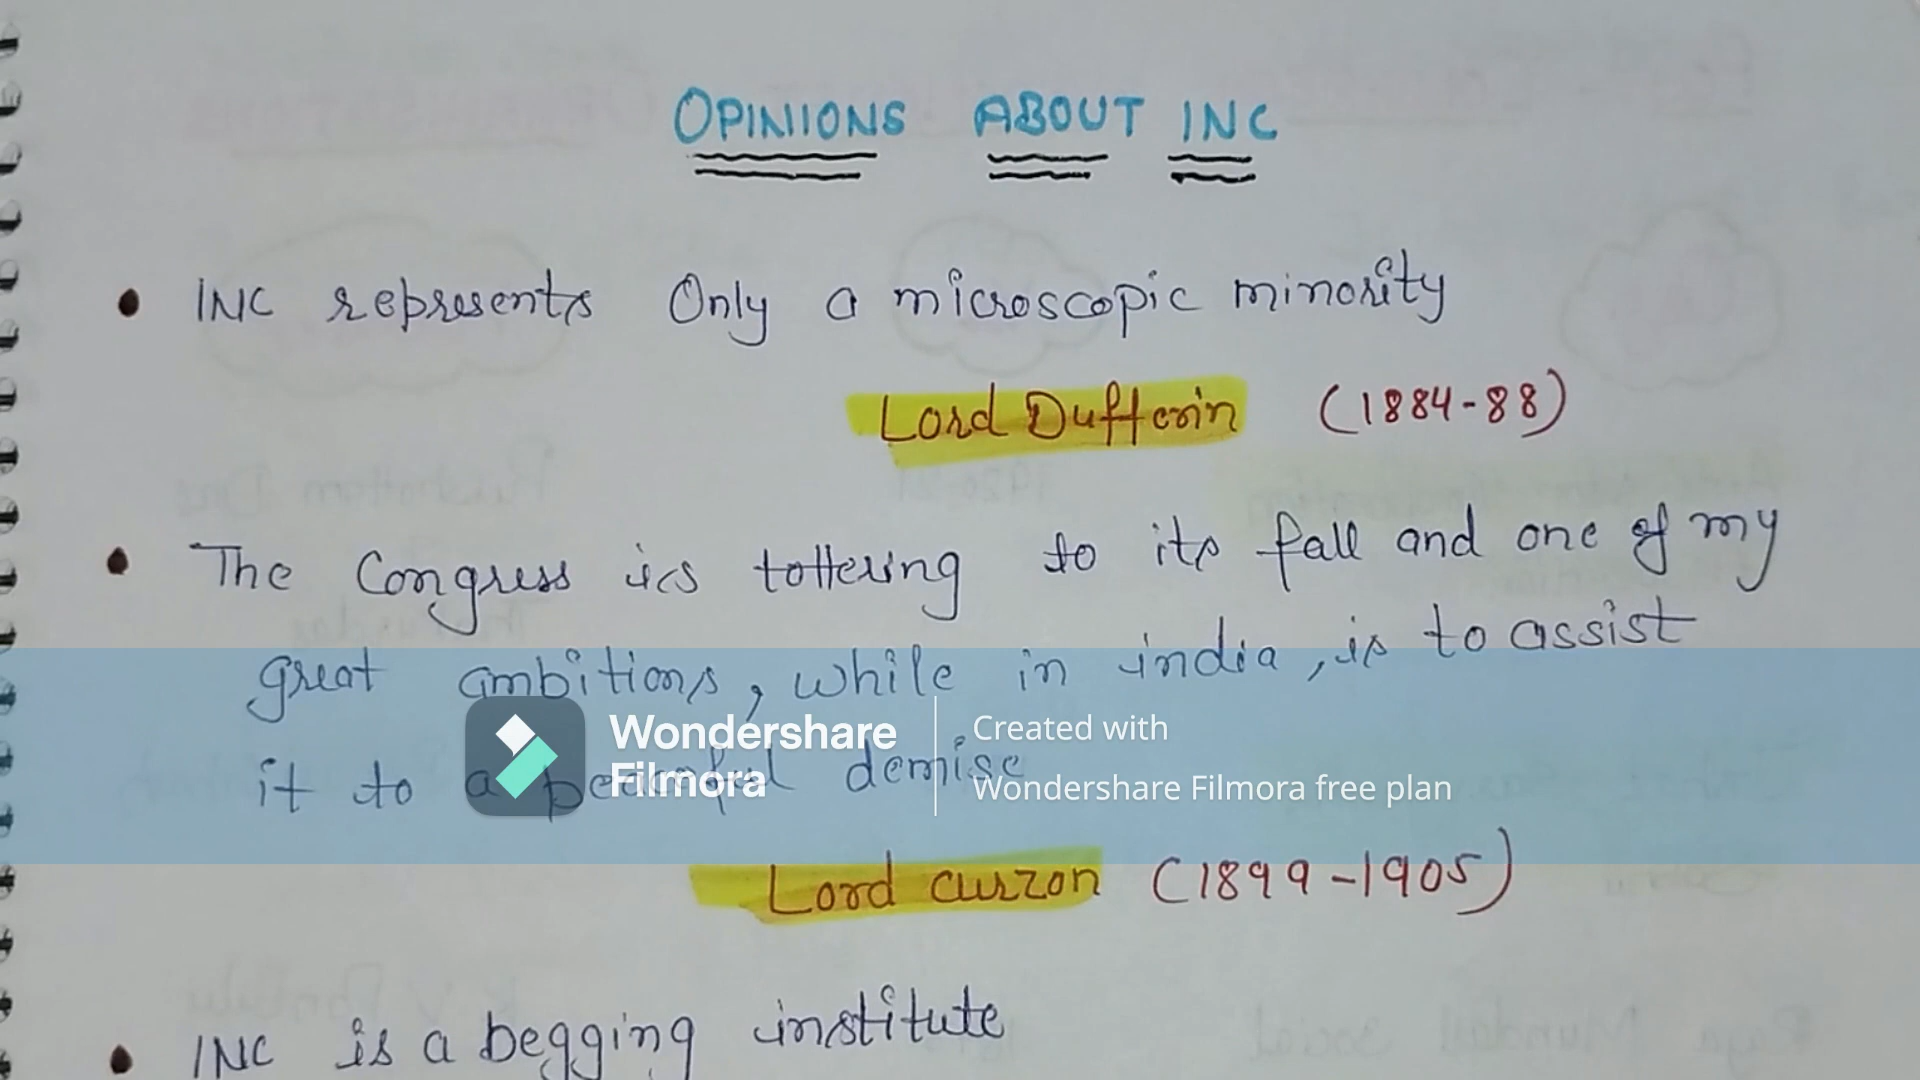 OPINIONS ABOUT INC
• INC represents Only a microscopic minority
Lord Dufferin (1884-88)
• The Congress is tottering to its fall and one of my
great ambitions, while in india, is to assist
it to a peaceful demise
Wondershare
Filmora
Created with
Wondershare Filmora free plan
Lord Curzon (1899-1905)
• INC is a begging institute